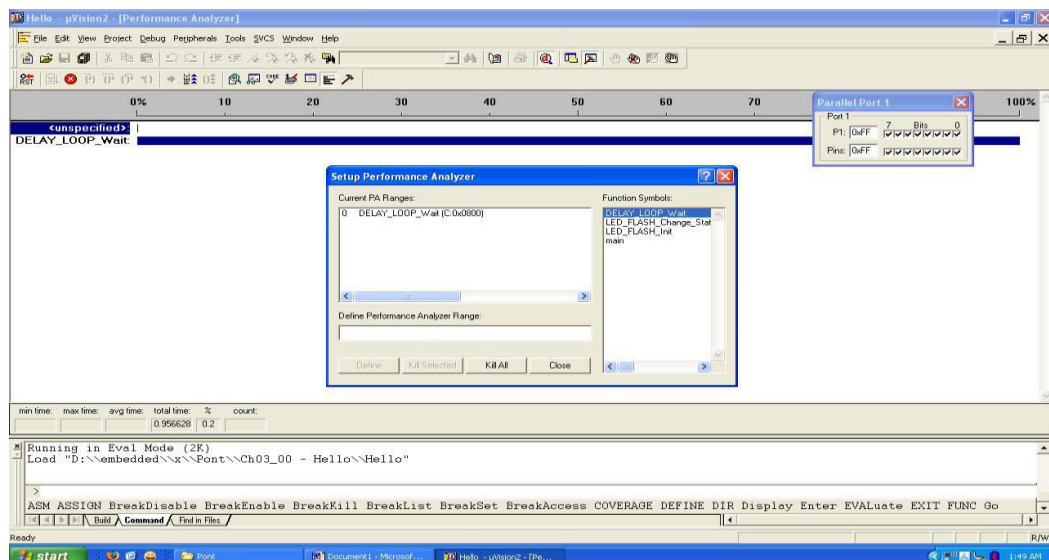 Hello - µVision2 - [Performance Analyzer]
File Edit View Project Debug Peripherals Tools SVCS Window Help
RST
0% 10 20 30 40 50 60 70 100%
<unspecified>:
DELAY_LOOP_Wait:
Parallel Port 1
Port 1
7 Bits 0
P1: 0xFF
Pins: 0xFF
Setup Performance Analyzer
Current PA Ranges:
0 DELAY_LOOP_Wait (C:0x0800)
Function Symbols:
DELAY_LOOP_Wait
LED_FLASH_Change_Stat
LED_FLASH_Init
main
Define Performance Analyzer Range:
Define Kill Selected Kill All Close
min time: max time: avg time: total time: % count:
0.956628 0.2
Running in Eval Mode (2K)
Load "D:\\embedded\\x\\Pont\\Ch03_00 - Hello\\Hello"
>
ASM ASSIGN BreakDisable BreakEnable BreakKill BreakList BreakSet BreakAccess COVERAGE DEFINE DIR Display Enter EVALuate EXIT FUNC Go
Build Command Find in Files
Ready R/W
start Pont Document1 - Microsof... Hello - µVision2 - [Pe... 1:49 AM